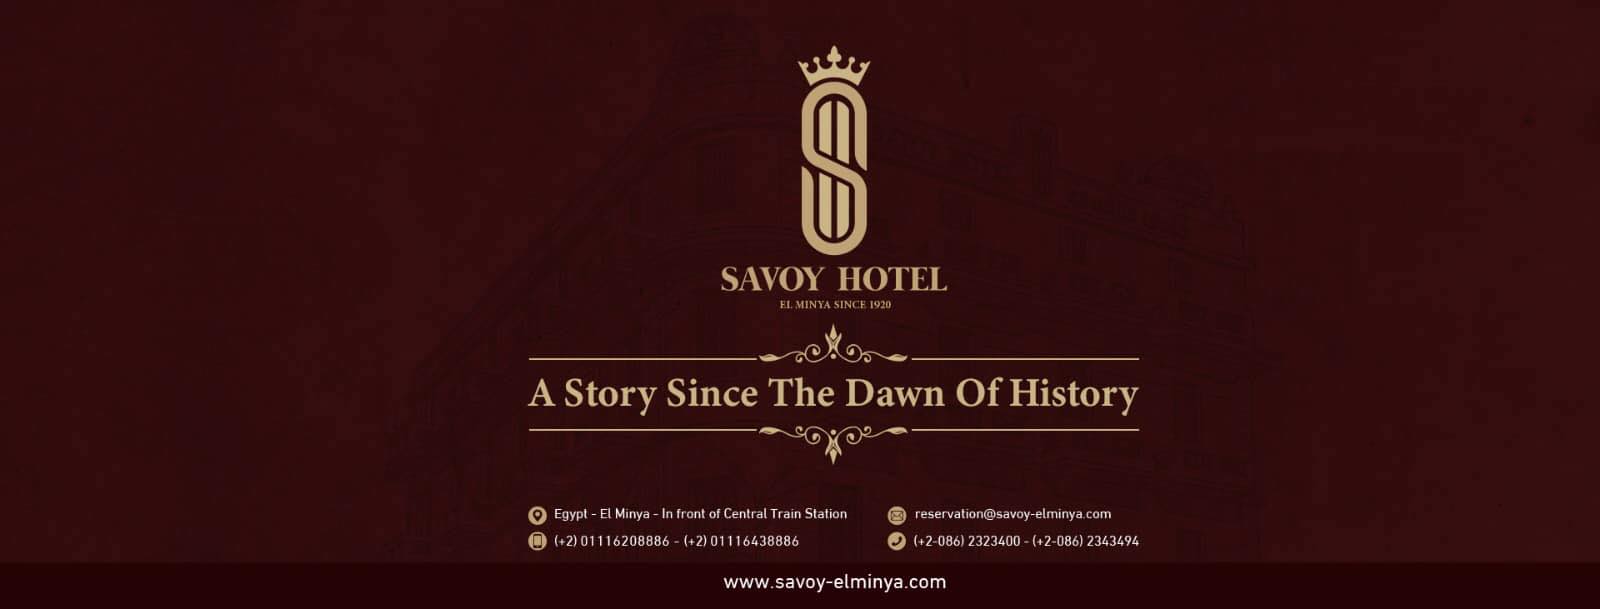 SAVOY HOTEL
EL MINYA SINCE 1920
A Story Since The Dawn Of History
Egypt - El Minya - In front of Central Train Station
(+2) 01116208886 - (+2) 01116438886
reservation@savoy-elminya.com
(+2-086) 2323400 - (+2-086) 2343494
www.savoy-elminya.com